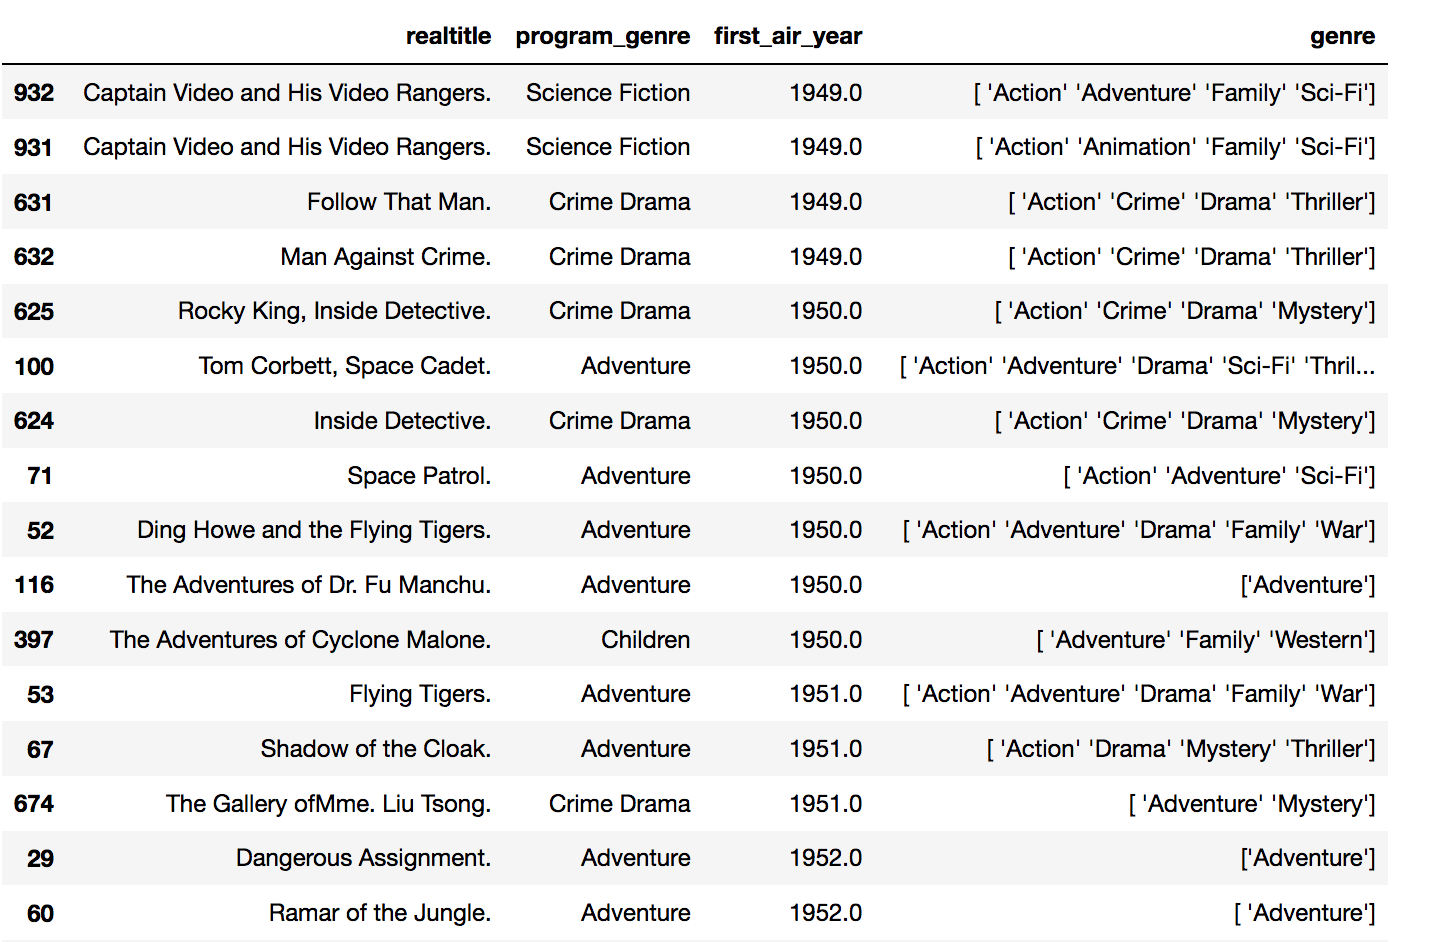 realtitle program_genre first_air_year genre
932 Captain Video and His Video Rangers. Science Fiction 1949.0 [ 'Action' 'Adventure' 'Family' 'Sci-Fi']
931 Captain Video and His Video Rangers. Science Fiction 1949.0 [ 'Action' 'Animation' 'Family' 'Sci-Fi']
631 Follow That Man. Crime Drama 1949.0 [ 'Action' 'Crime' 'Drama' 'Thriller']
632 Man Against Crime. Crime Drama 1949.0 [ 'Action' 'Crime' 'Drama' 'Thriller']
625 Rocky King, Inside Detective. Crime Drama 1950.0 [ 'Action' 'Crime' 'Drama' 'Mystery']
100 Tom Corbett, Space Cadet. Adventure 1950.0 [ 'Action' 'Adventure' 'Drama' 'Sci-Fi' 'Thril...
624 Inside Detective. Crime Drama 1950.0 [ 'Action' 'Crime' 'Drama' 'Mystery']
71 Space Patrol. Adventure 1950.0 [ 'Action' 'Adventure' 'Sci-Fi']
52 Ding Howe and the Flying Tigers. Adventure 1950.0 [ 'Action' 'Adventure' 'Drama' 'Family' 'War']
116 The Adventures of Dr. Fu Manchu. Adventure 1950.0 ['Adventure']
397 The Adventures of Cyclone Malone. Children 1950.0 [ 'Adventure' 'Family' 'Western']
53 Flying Tigers. Adventure 1951.0 [ 'Action' 'Adventure' 'Drama' 'Family' 'War']
67 Shadow of the Cloak. Adventure 1951.0 [ 'Action' 'Drama' 'Mystery' 'Thriller']
674 The Gallery ofMme. Liu Tsong. Crime Drama 1951.0 [ 'Adventure' 'Mystery']
29 Dangerous Assignment. Adventure 1952.0 ['Adventure']
60 Ramar of the Jungle. Adventure 1952.0 [ 'Adventure']